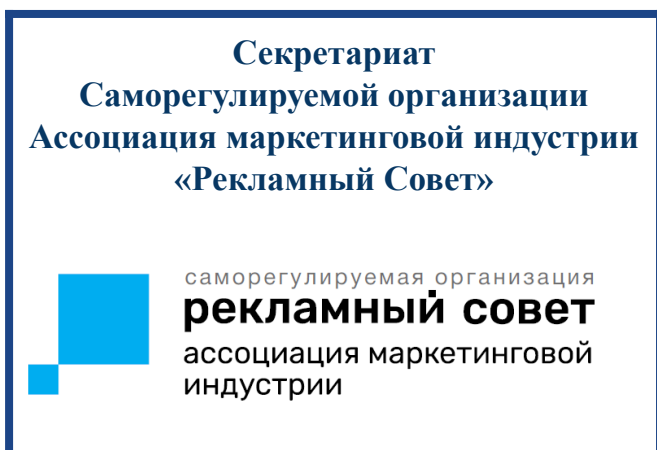 Секретариат
Саморегулируемой организации
Ассоциация маркетинговой индустрии
«Рекламный Совет»
саморегулируемая организация
рекламный совет
ассоциация маркетинговой
индустрии